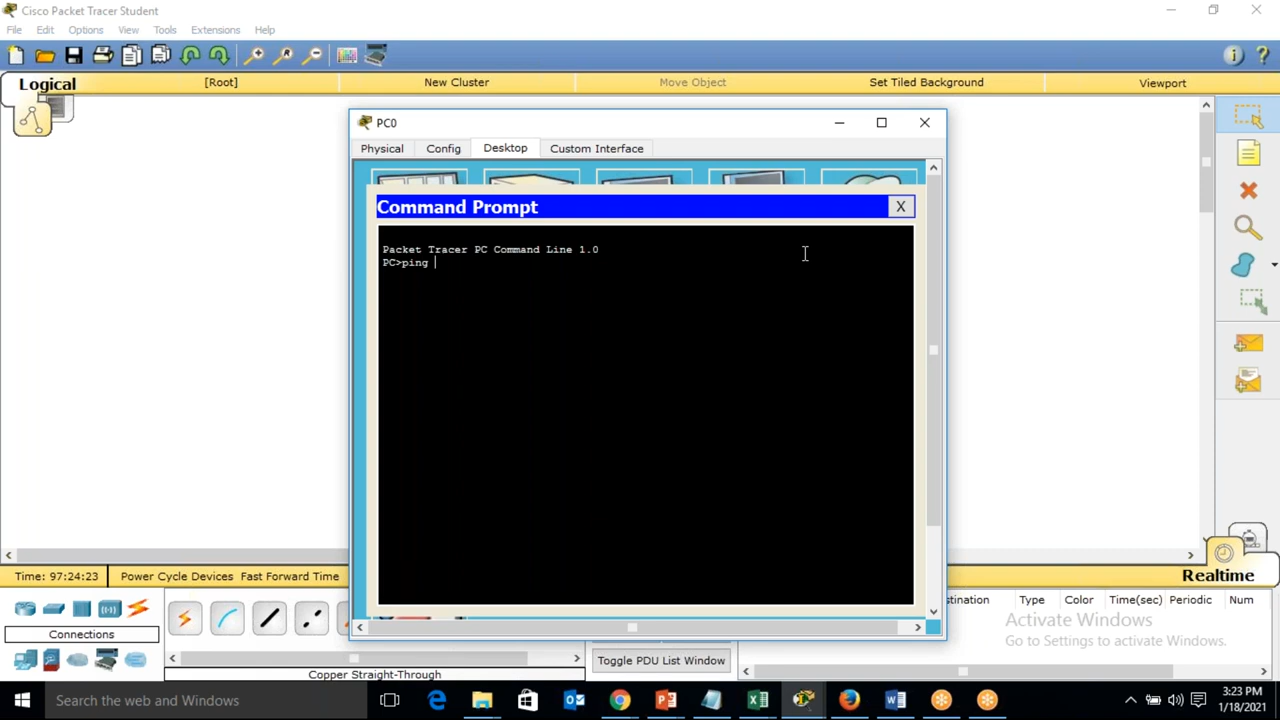 Cisco Packet Tracer Student
File Edit Options View Tools Extensions Help
Logical [Root] New Cluster Move Object Set Tiled Background Viewport
PC0
Physical Config Desktop Custom Interface
Command Prompt X
Packet Tracer PC Command Line 1.0
PC>ping
Time: 97:24:23 Power Cycle Devices Fast Forward Time Realtime
stination Type Color Time(sec) Periodic Num
Connections
Activate Windows
Go to Settings to activate Windows.
Toggle PDU List Window
Copper Straight-Through
Search the web and Windows
3:23 PM
1/18/2021